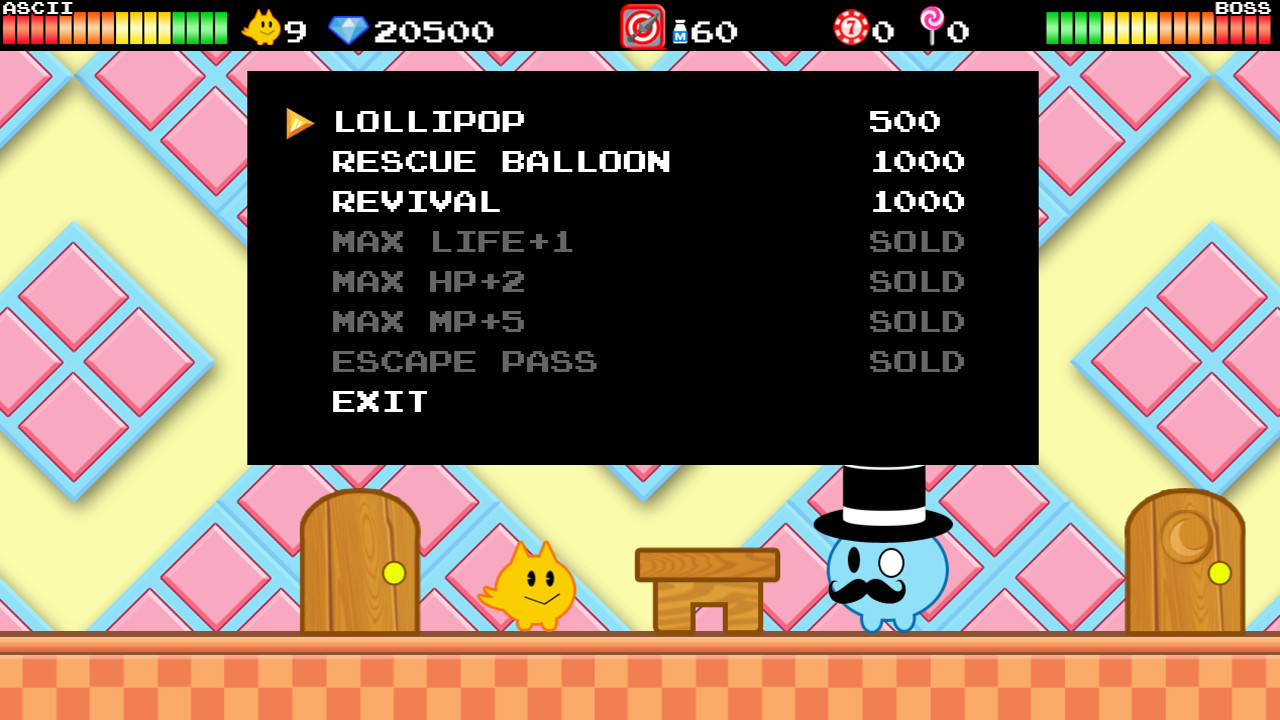 ASCII
BOSS
9
20500
M
60
7
0
0
LOLLIPOP 500
RESCUE BALLOON 1000
REVIVAL 1000
MAX LIFE+1 SOLD
MAX HP+2 SOLD
MAX MP+5 SOLD
ESCAPE PASS SOLD
EXIT